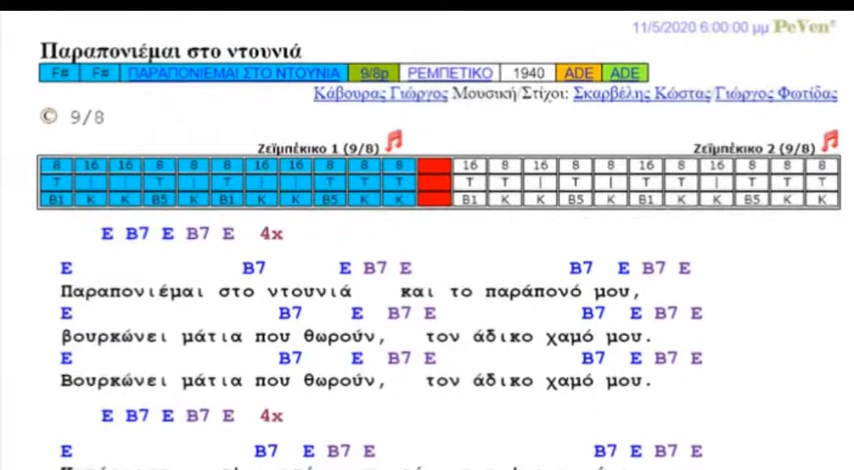 11/5/2020 6:00:00 μμ PeVen©
Παραπονιέμαι στο ντουνιά
F# F# ΠΑΡΑΠΟΝΙΕΜΑΙ ΣΤΟ ΝΤΟΥΝΙΑ 9/8p ΡΕΜΠΕΤΙΚΟ 1940 ADE ADE
Κάβουρας Γιώργος Μουσική/Στίχοι: Σκαρβέλης Κώστας/Γιώργος Φωτίδας
© 9/8
Ζεϊμπέκικο 1 (9/8) Ζεϊμπέκικο 2 (9/8)
8 16 16 8 8 8 16 16 8 8 8 16 8 16 8 8 16 8 16 8 8 8
T | | T T T | | T T T T T | T T T T | T T T
B1 K K B5 K B1 K K B5 K K B1 K K B5 K B1 K K B5 K K
E B7 E B7 E 4x
E B7 E B7 E B7 E B7 E
Παραπονιέμαι στο ντουνιά και το παράπονό μου,
E B7 E B7 E B7 E B7 E
βουρκώνει μάτια που θωρούν, τον άδικο χαμό μου.
E B7 E B7 E B7 E B7 E
Βουρκώνει μάτια που θωρούν, τον άδικο χαμό μου.
E B7 E B7 E 4x
E B7 E B7 E B7 E B7 E